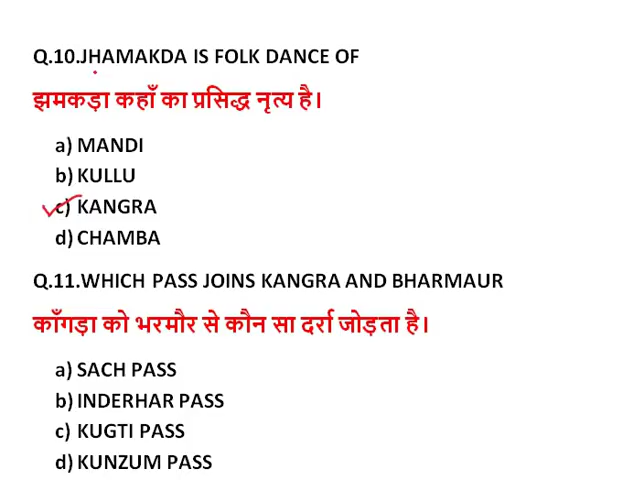 Q.10.JHAMAKDA IS FOLK DANCE OF
झमकड़ा कहाँ का प्रसिद्ध नृत्य है।
a) MANDI
b) KULLU
c) KANGRA
d) CHAMBA
Q.11.WHICH PASS JOINS KANGRA AND BHARMAUR
काँगड़ा को भरमौर से कौन सा दर्रा जोड़ता है।
a) SACH PASS
b) INDERHAR PASS
c) KUGTI PASS
d) KUNZUM PASS